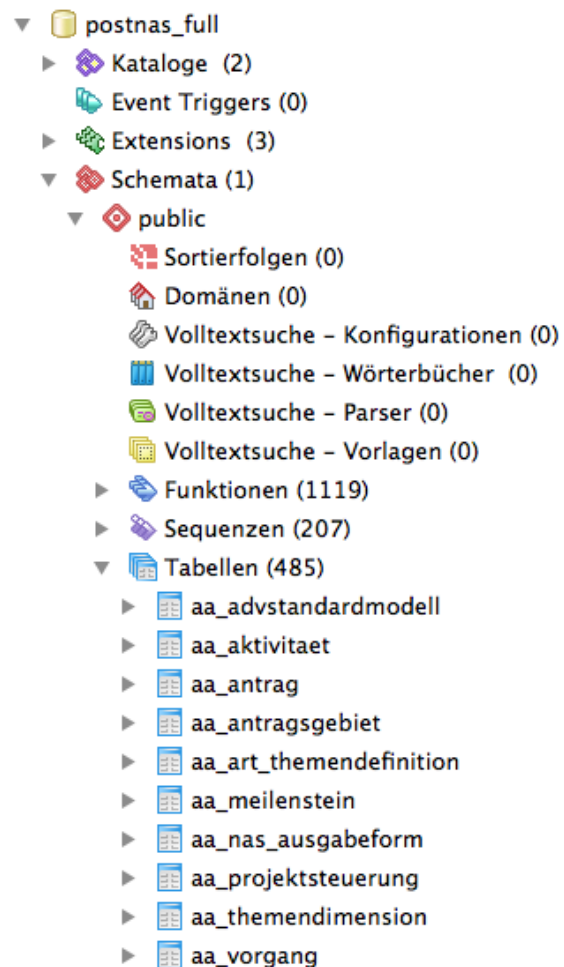 postnas_full
Kataloge (2)
Event Triggers (0)
Extensions (3)
Schemata (1)
public
Sortierfolgen (0)
Domänen (0)
Volltextsuche – Konfigurationen (0)
Volltextsuche – Wörterbücher (0)
Volltextsuche – Parser (0)
Volltextsuche – Vorlagen (0)
Funktionen (1119)
Sequenzen (207)
Tabellen (485)
aa_advstandardmodell
aa_aktivitaet
aa_antrag
aa_antragsgebiet
aa_art_themendefinition
aa_meilenstein
aa_nas_ausgabeform
aa_projektsteuerung
aa_themendimension
aa_vorgang